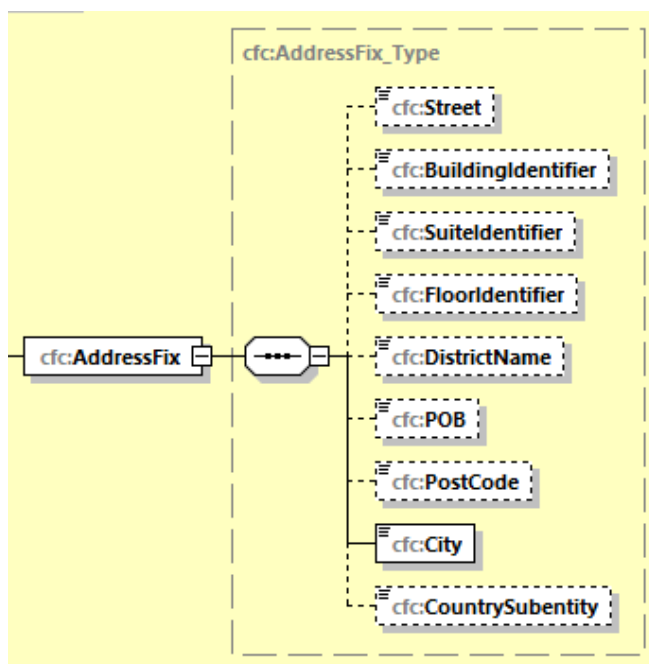 cfc:AddressFix_Type
cfc:Street
cfc:BuildingIdentifier
cfc:SuiteIdentifier
cfc:FloorIdentifier
cfc:AddressFix
cfc:DistrictName
cfc:POB
cfc:PostCode
cfc:City
cfc:CountrySubentity